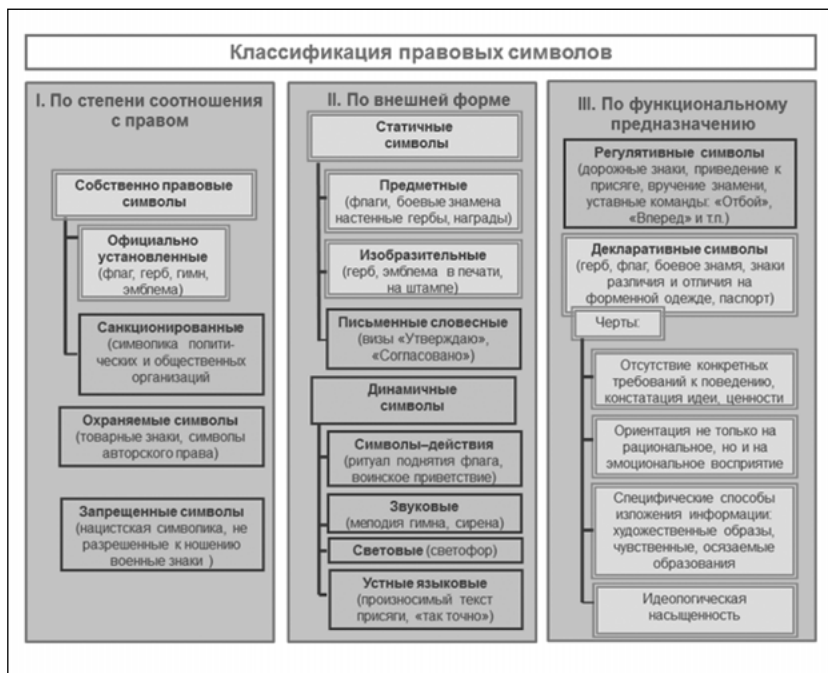 Классификация правовых символов
I. По степени соотношения
с правом
Собственно правовые
символы
Официально
установленные
(флаг, герб, гимн,
эмблема)
Санкционированные
(символика полити-
ческих и общественных
организаций
Охраняемые символы
(товарные знаки, символы
авторского права)
Запрещенные символы
(нацистская символика, не
разрешенные к ношению
военные знаки )
II. По внешней форме
Статичные
символы
Предметные
(флаги, боевые знамена
настенные гербы, награды)
Изобразительные
(герб, эмблема в печати,
на штампе)
Письменные словесные
(визы «Утверждаю»,
«Согласовано»)
Динамичные
символы
Символы–действия
(ритуал поднятия флага,
воинское приветствие)
Звуковые
(мелодия гимна, сирена)
Световые (светофор)
Устные языковые
(произносимый текст
присяги, «так точно»)
III. По функциональному
предназначению
Регулятивные символы
(дорожные знаки, приведение к
присяге, вручение знамени,
уставные команды: «Отбой»,
«Вперед» и т.п.)
Декларативные символы
(герб, флаг, боевое знамя, знаки
различия и отличия на
форменной одежде, паспорт)
Черты:
Отсутствие конкретных
требований к поведению,
констатация идеи, ценности
Ориентация не только на
рациональное, но и на
эмоциональное восприятие
Специфические способы
изложения информации:
художественные образы,
чувственные, осязаемые
образования
Идеологическая
насыщенность